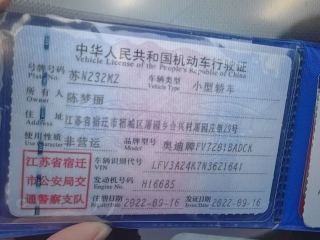 中华人民共和国机动车行驶证
Vehicle License of the People's Republic of China
号牌号码 苏N232M2 车辆类型 小型轿车
Plate No. Vehicle Type
所有人 陈梦丽
Owner
住址 江苏省宿迁市
Address
使用性质 非营运 品牌型号 奥迪牌FV7201BADCK
Use Character Model
江苏省宿迁
市公安局交
通警察支队
车辆识别代号 LFV3A24K7N3621641
VIN
发动机号码 H16685
Engine No.
注册日期 2022-09-16 发证日期 2022-09-16
Register Date Issue Date